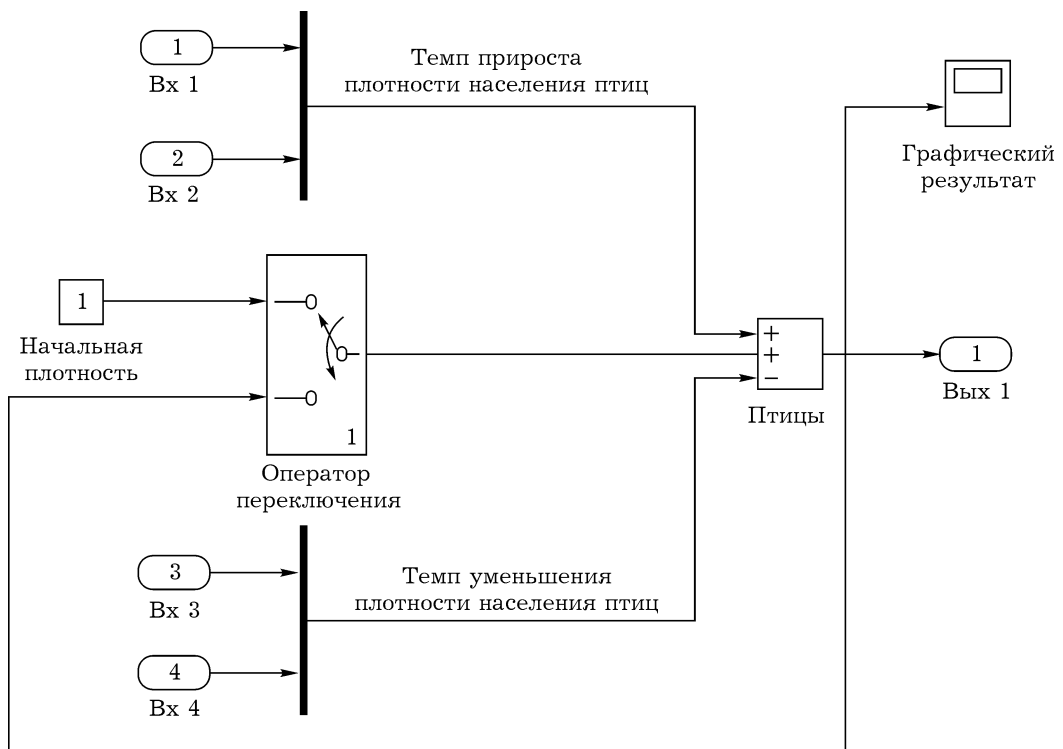 1
Вх 1
Темп прироста
плотности населения птиц
2
Вх 2
Графический
результат
1
Начальная
плотность
1
Оператор
переключения
+
+
−
Птицы
1
Вых 1
3
Вх 3
Темп уменьшения
плотности населения птиц
4
Вх 4